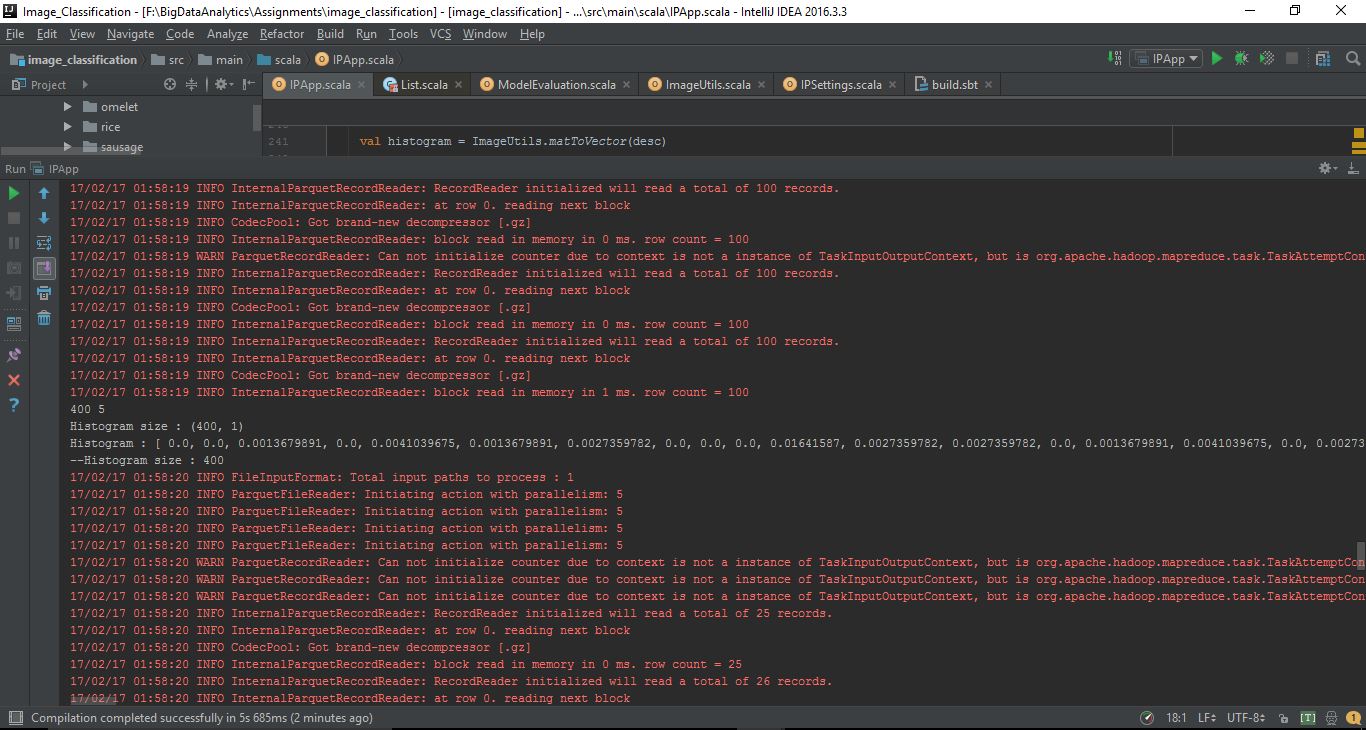 Image_Classification - [F:\BigDataAnalytics\Assignments\image_classification] - [image_classification] - ...\src\main\scala\IPApp.scala - IntelliJ IDEA 2016.3.3
File Edit View Navigate Code Analyze Refactor Build Run Tools VCS Window Help
image_classification src main scala IPApp.scala IPApp
Project IPApp.scala List.scala ModelEvaluation.scala ImageUtils.scala IPSettings.scala build.sbt
omelet
rice
241 val histogram = ImageUtils.matToVector(desc)
sausage
Run IPApp
17/02/17 01:58:19 INFO InternalParquetRecordReader: RecordReader initialized will read a total of 100 records.
17/02/17 01:58:19 INFO InternalParquetRecordReader: at row 0. reading next block
17/02/17 01:58:19 INFO CodecPool: Got brand-new decompressor [.gz]
17/02/17 01:58:19 INFO InternalParquetRecordReader: block read in memory in 0 ms. row count = 100
17/02/17 01:58:19 WARN ParquetRecordReader: Can not initialize counter due to context is not a instance of TaskInputOutputContext, but is org.apache.hadoop.mapreduce.task.TaskAttemptCon
17/02/17 01:58:19 INFO InternalParquetRecordReader: RecordReader initialized will read a total of 100 records.
17/02/17 01:58:19 INFO InternalParquetRecordReader: at row 0. reading next block
17/02/17 01:58:19 INFO CodecPool: Got brand-new decompressor [.gz]
17/02/17 01:58:19 INFO InternalParquetRecordReader: block read in memory in 0 ms. row count = 100
17/02/17 01:58:19 INFO InternalParquetRecordReader: RecordReader initialized will read a total of 100 records.
17/02/17 01:58:19 INFO InternalParquetRecordReader: at row 0. reading next block
17/02/17 01:58:19 INFO CodecPool: Got brand-new decompressor [.gz]
17/02/17 01:58:19 INFO InternalParquetRecordReader: block read in memory in 1 ms. row count = 100
400 5
Histogram size : (400, 1)
Histogram : [ 0.0, 0.0, 0.0013679891, 0.0, 0.0041039675, 0.0013679891, 0.0027359782, 0.0, 0.0, 0.0, 0.01641587, 0.0027359782, 0.0027359782, 0.0, 0.0013679891, 0.0041039675, 0.0, 0.00273
--Histogram size : 400
17/02/17 01:58:20 INFO FileInputFormat: Total input paths to process : 1
17/02/17 01:58:20 INFO ParquetFileReader: Initiating action with parallelism: 5
17/02/17 01:58:20 INFO ParquetFileReader: Initiating action with parallelism: 5
17/02/17 01:58:20 INFO ParquetFileReader: Initiating action with parallelism: 5
17/02/17 01:58:20 INFO ParquetFileReader: Initiating action with parallelism: 5
17/02/17 01:58:20 WARN ParquetRecordReader: Can not initialize counter due to context is not a instance of TaskInputOutputContext, but is org.apache.hadoop.mapreduce.task.TaskAttemptCon
17/02/17 01:58:20 WARN ParquetRecordReader: Can not initialize counter due to context is not a instance of TaskInputOutputContext, but is org.apache.hadoop.mapreduce.task.TaskAttemptCon
17/02/17 01:58:20 WARN ParquetRecordReader: Can not initialize counter due to context is not a instance of TaskInputOutputContext, but is org.apache.hadoop.mapreduce.task.TaskAttemptCon
17/02/17 01:58:20 INFO InternalParquetRecordReader: RecordReader initialized will read a total of 25 records.
17/02/17 01:58:20 INFO InternalParquetRecordReader: at row 0. reading next block
17/02/17 01:58:20 INFO CodecPool: Got brand-new decompressor [.gz]
17/02/17 01:58:20 INFO InternalParquetRecordReader: block read in memory in 0 ms. row count = 25
17/02/17 01:58:20 INFO InternalParquetRecordReader: RecordReader initialized will read a total of 26 records.
17/02/17 01:58:20 INFO InternalParquetRecordReader: at row 0. reading next block
Compilation completed successfully in 5s 685ms (2 minutes ago) 18:1 LF UTF-8 [T] 1